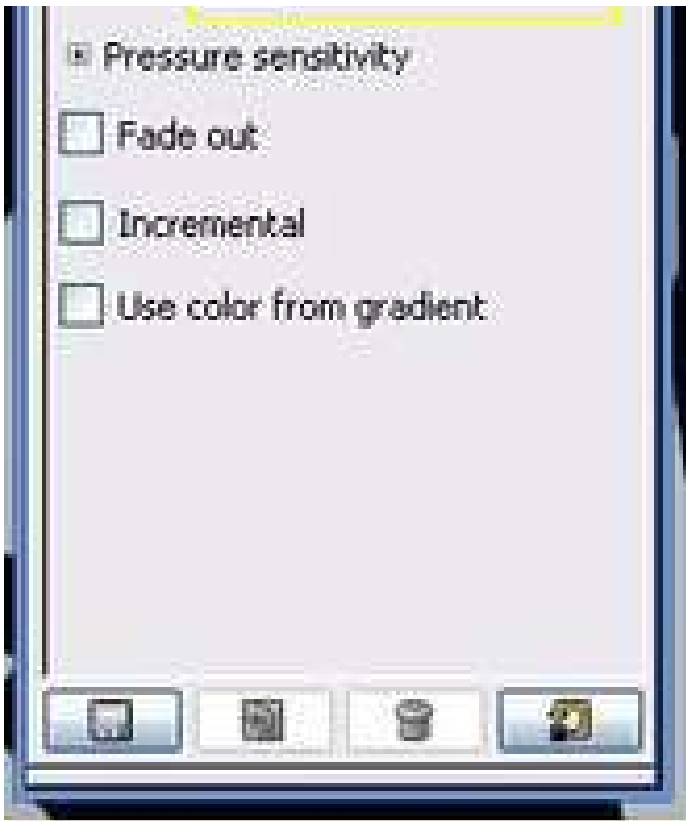 Pressure sensitivity
Fade out
Incremental
Use color from gradient